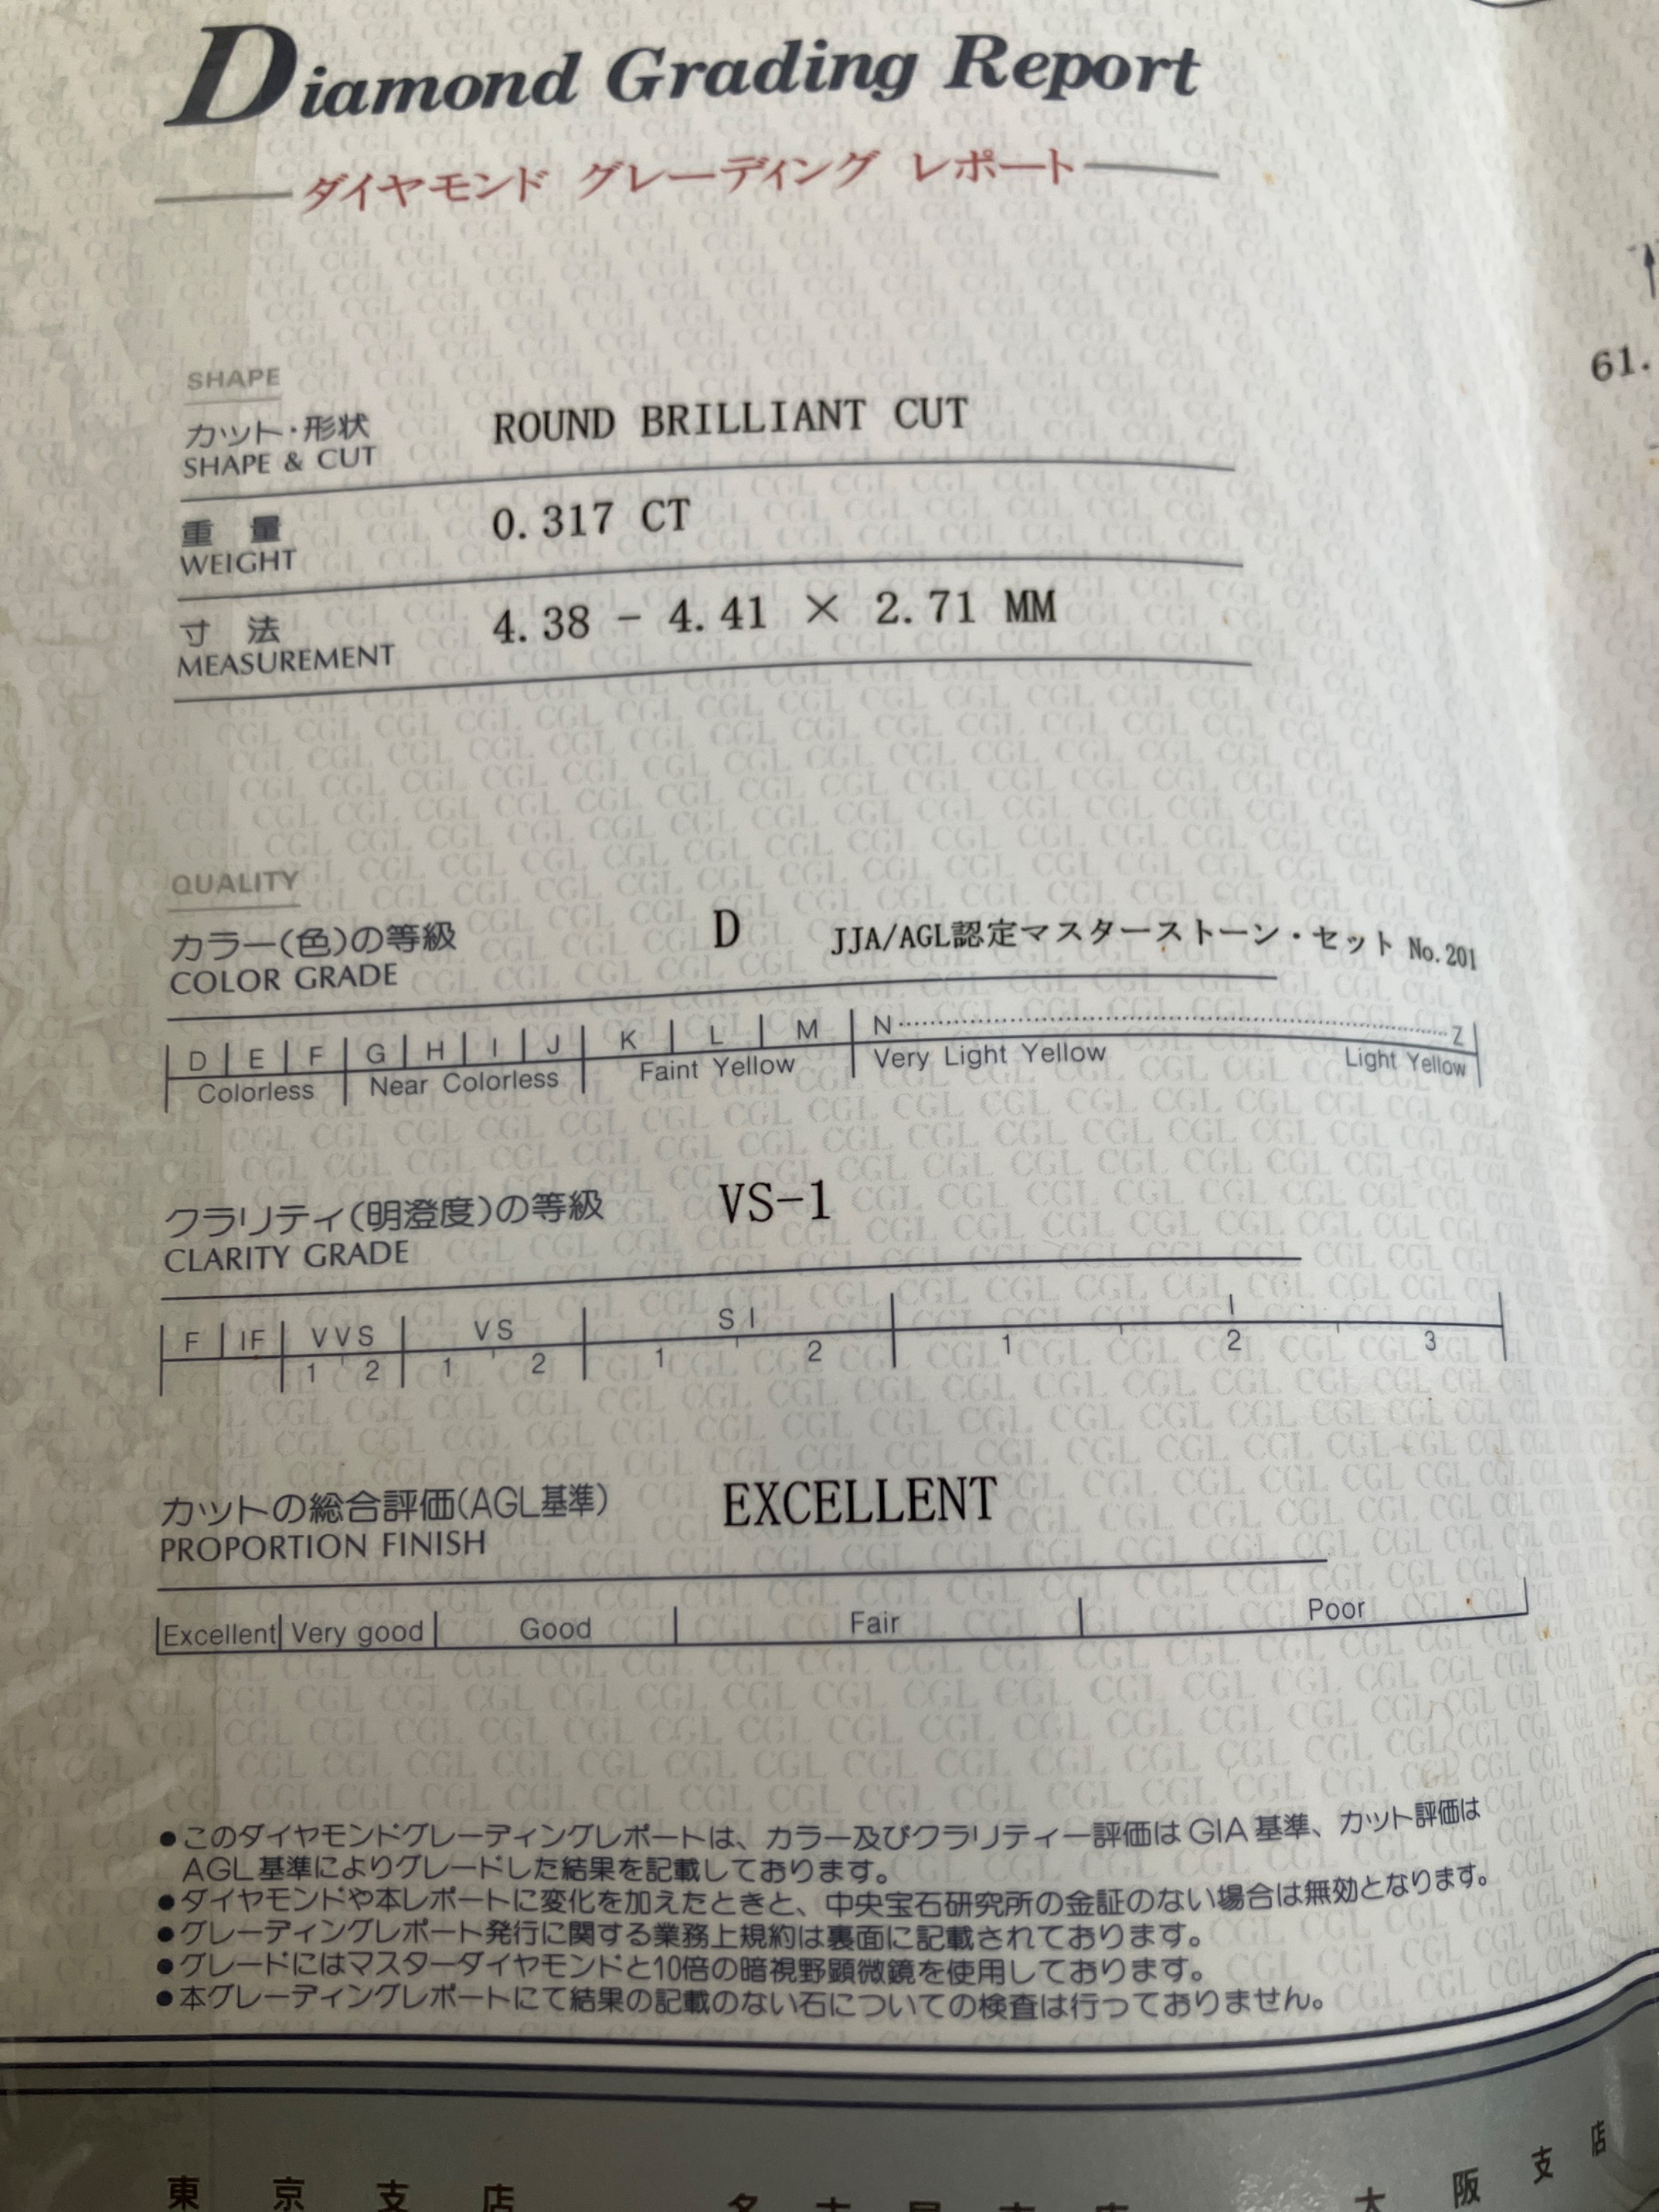 Diamond Grading Report
ダイヤモンド グレーディング レポート
SHAPE
カット・形状
SHAPE & CUT
ROUND BRILLIANT CUT
重 量
WEIGHT
0.317 CT
寸 法
MEASUREMENT
4.38 - 4.41 × 2.71 MM
61.
QUALITY
カラー(色)の等級
COLOR GRADE
D JJA/AGL認定マスターストーン・セット No.201
D E F G H I J K L M N Z
Colorless Near Colorless Faint Yellow Very Light Yellow Light Yellow
クラリティ(明澄度)の等級
CLARITY GRADE
VS-1
F IF VVS VS SI I
1 2 1 2 1 2 1 2 3
カットの総合評価(AGL基準)
PROPORTION FINISH
EXCELLENT
Excellent Very good Good Fair Poor
●このダイヤモンドグレーディングレポートは、カラー及びクラリティー評価はGIA基準、カット評価は
AGL基準によりグレードした結果を記載しております。
●ダイヤモンドや本レポートに変化を加えたときと、中央宝石研究所の金証のない場合は無効となります。
●グレーディングレポート発行に関する業務上規約は裏面に記載されております。
●グレードにはマスターダイヤモンドと10倍の暗視野顕微鏡を使用しております。
●本グレーディングレポートにて結果の記載のない石についての検査は行っておりません。
東 京 支 店 大 阪 支 店